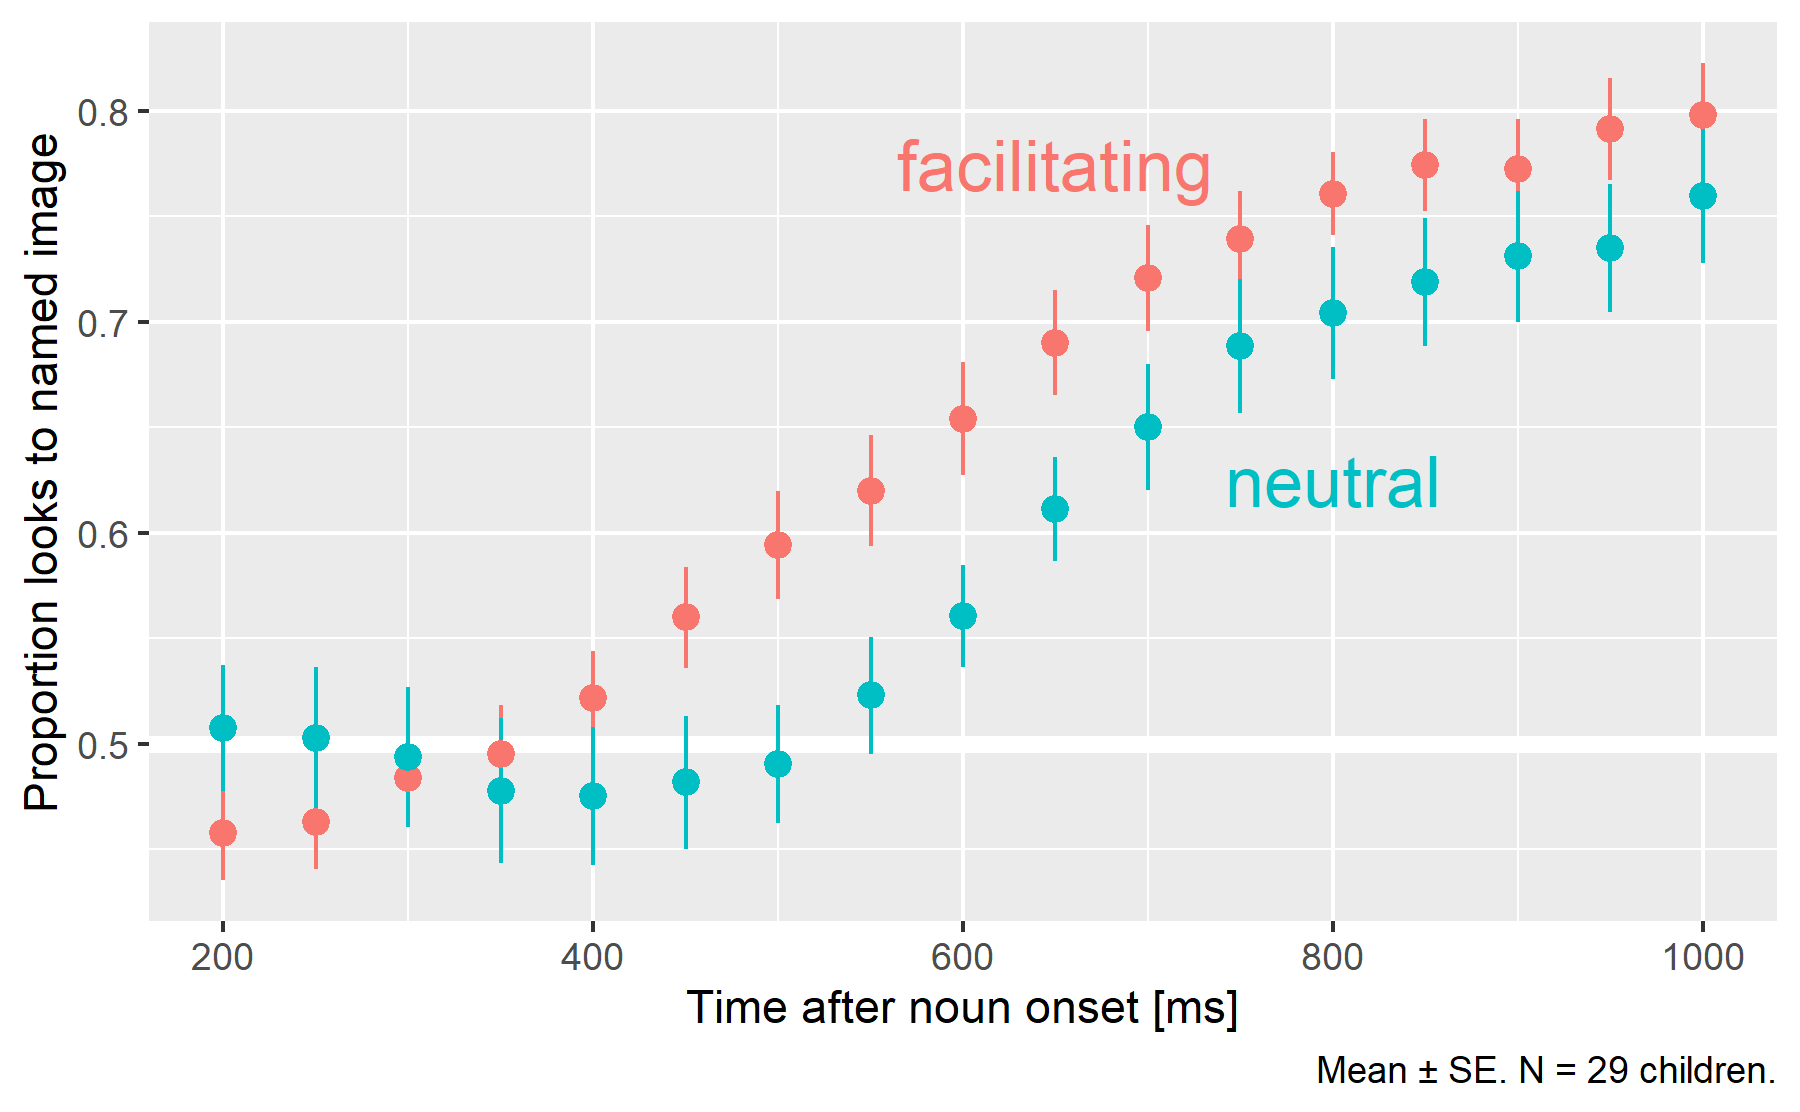 Proportion looks to named image
0.8
0.7
0.6
0.5
facilitating
neutral
200 400 600 800 1000
Time after noun onset [ms]
Mean ± SE. N = 29 children.